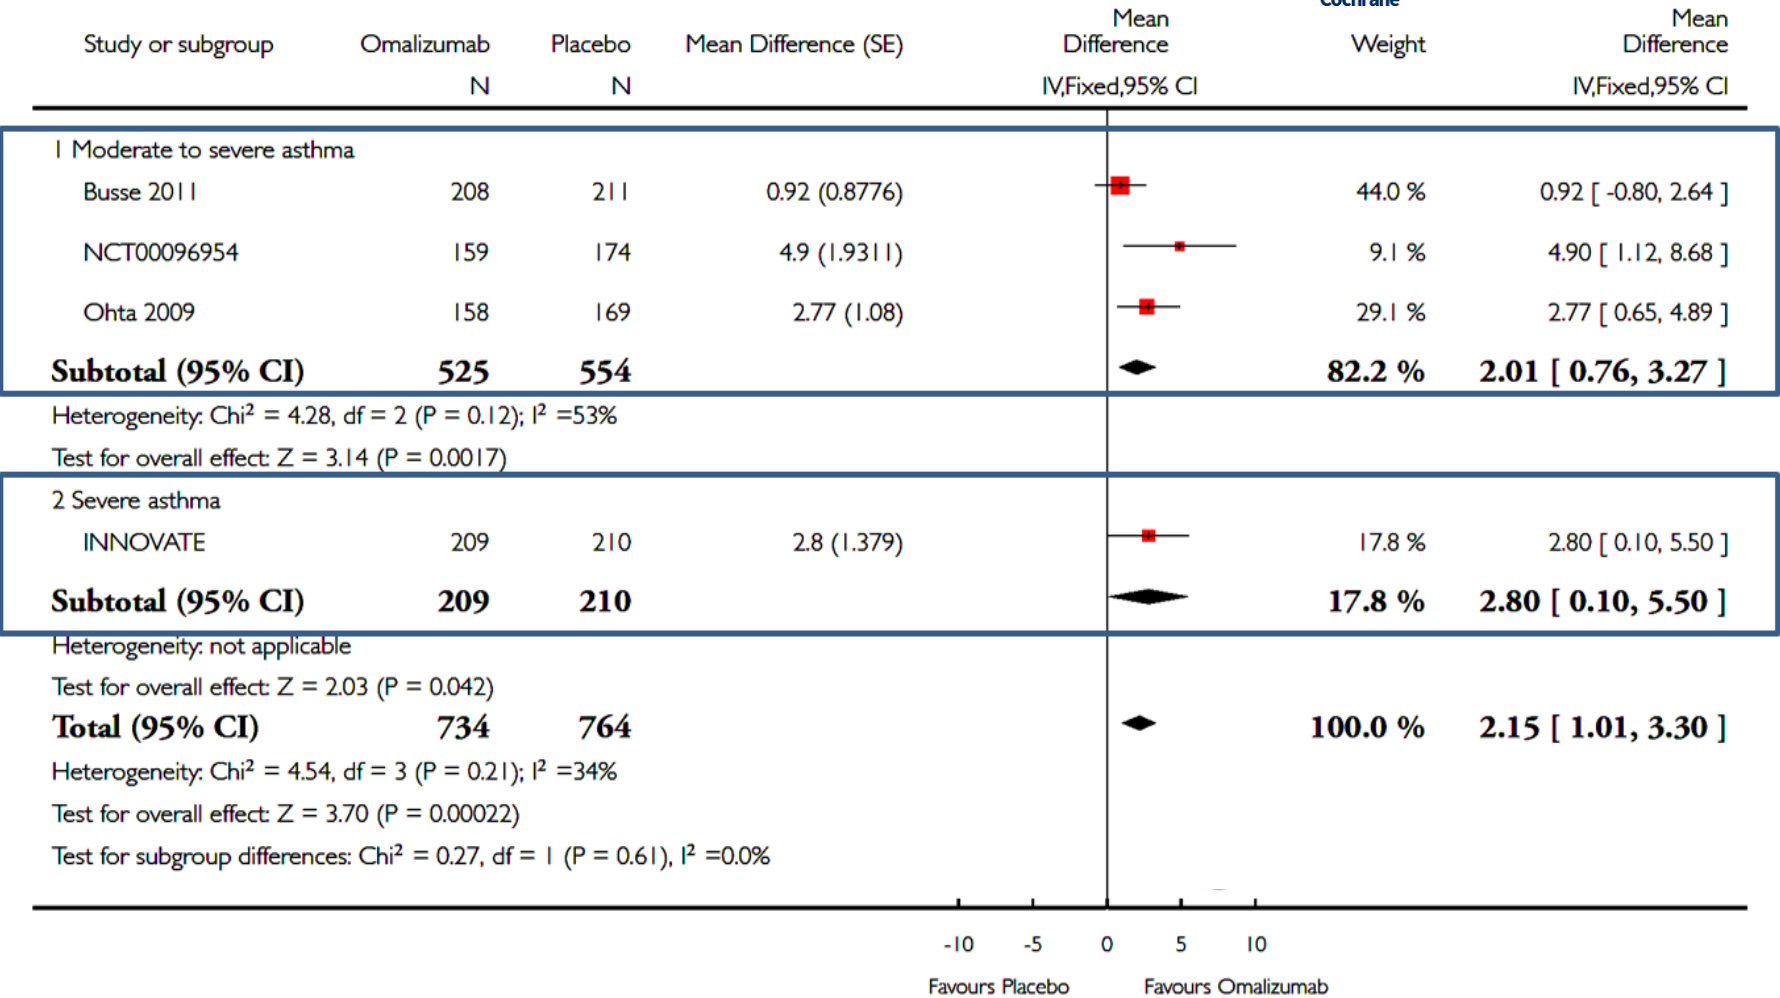 Cochrane
Study or subgroup Omalizumab Placebo Mean Difference (SE) Mean Difference Weight Mean Difference
N N IV,Fixed,95% CI IV,Fixed,95% CI
1 Moderate to severe asthma
Busse 2011 208 211 0.92 (0.8776) 44.0 % 0.92 [ -0.80, 2.64 ]
NCT00096954 159 174 4.9 (1.9311) 9.1 % 4.90 [ 1.12, 8.68 ]
Ohta 2009 158 169 2.77 (1.08) 29.1 % 2.77 [ 0.65, 4.89 ]
Subtotal (95% CI) 525 554 82.2 % 2.01 [ 0.76, 3.27 ]
Heterogeneity: Chi² = 4.28, df = 2 (P = 0.12); I² =53%
Test for overall effect: Z = 3.14 (P = 0.0017)
2 Severe asthma
INNOVATE 209 210 2.8 (1.379) 17.8 % 2.80 [ 0.10, 5.50 ]
Subtotal (95% CI) 209 210 17.8 % 2.80 [ 0.10, 5.50 ]
Heterogeneity: not applicable
Test for overall effect: Z = 2.03 (P = 0.042)
Total (95% CI) 734 764 100.0 % 2.15 [ 1.01, 3.30 ]
Heterogeneity: Chi² = 4.54, df = 3 (P = 0.21); I² =34%
Test for overall effect: Z = 3.70 (P = 0.00022)
Test for subgroup differences: Chi² = 0.27, df = 1 (P = 0.61), I² =0.0%
-10 -5 0 5 10
Favours Placebo Favours Omalizumab